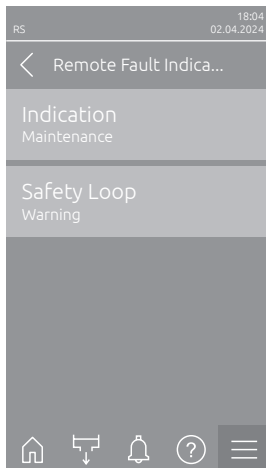 18:04
RS
02.04.2024
Remote Fault Indica...
Indication
Maintenance
Safety Loop
Warning
?